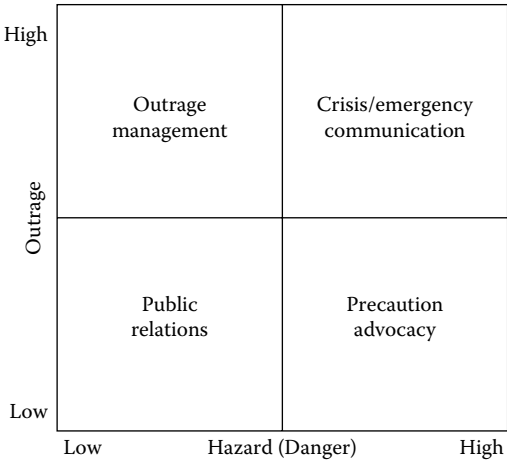 High
Outrage
management
Crisis/emergency
communication
Outrage
Public
relations
Precaution
advocacy
Low
Low
Hazard (Danger)
High